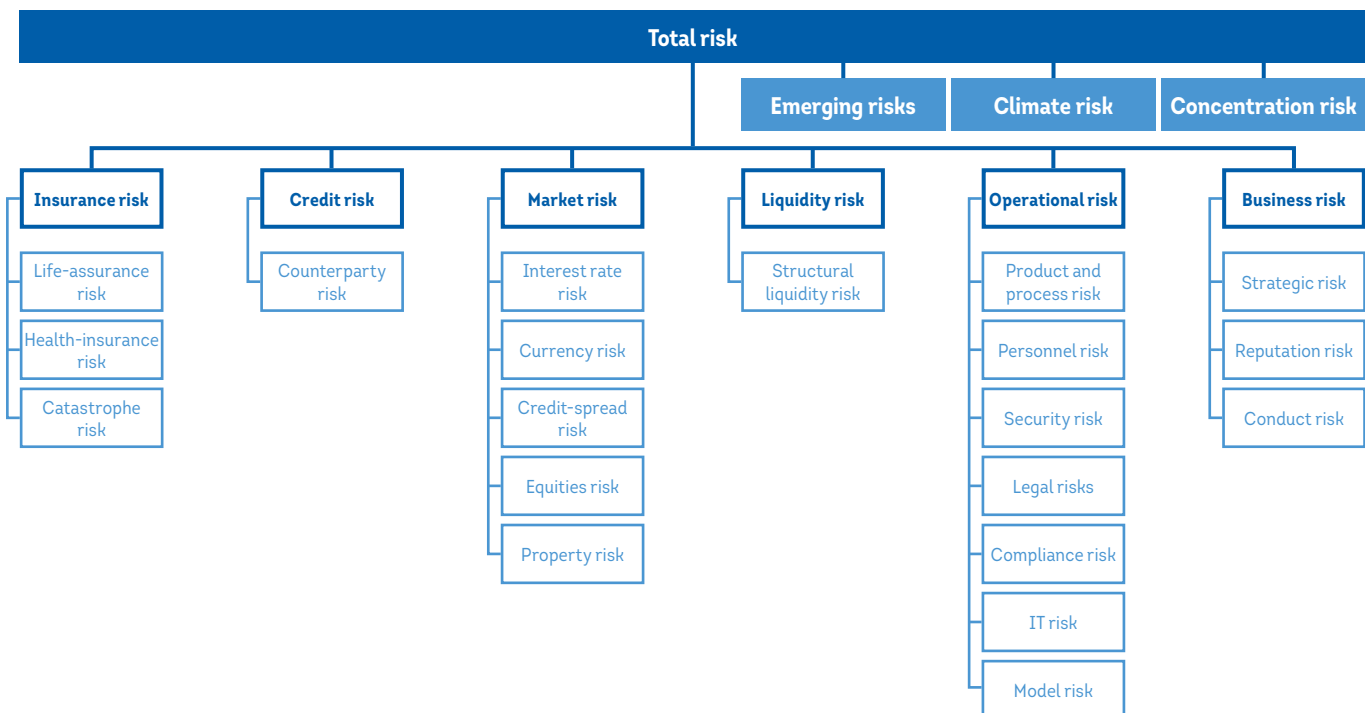 Total risk
Emerging risks
Climate risk
Concentration risk
Insurance risk
Life-assurance
risk
Health-insurance
risk
Catastrophe
risk
Credit risk
Counterparty
risk
Market risk
Interest rate
risk
Currency risk
Credit-spread
risk
Equities risk
Property risk
Liquidity risk
Structural
liquidity risk
Operational risk
Product and
process risk
Personnel risk
Security risk
Legal risks
Compliance risk
IT risk
Model risk
Business risk
Strategic risk
Reputation risk
Conduct risk